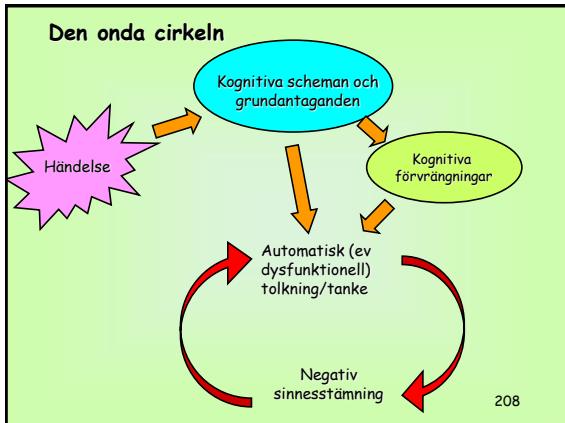 Den onda cirkeln
Kognitiva scheman och
grundantaganden
Händelse
Kognitiva
förvrängningar
Automatisk (ev
dysfunktionell)
tolkning/tanke
Negativ
sinnesstämning
208